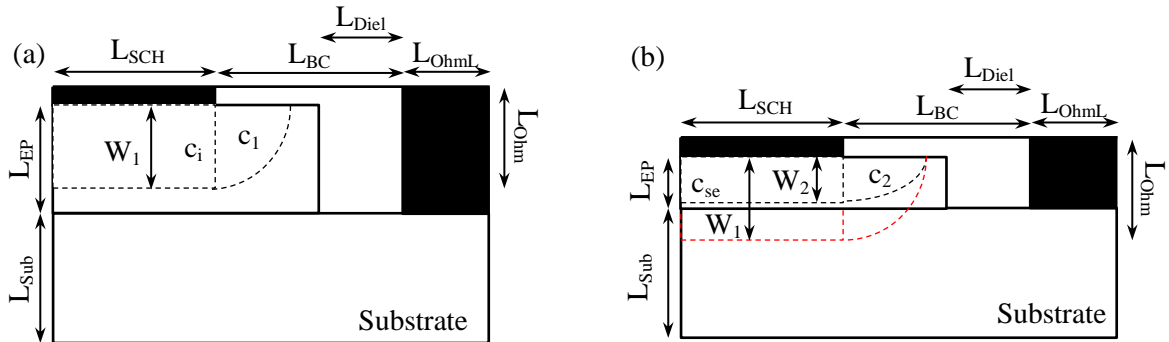 (a)
L_Diel
L_SCH
L_BC
L_OhmL
L_EP
W_1
c_i
c_1
L_Ohm
L_Sub
Substrate
(b)
L_Diel
L_SCH
L_BC
L_OhmL
L_EP
c_se
W_2
c_2
W_1
L_Ohm
L_Sub
Substrate